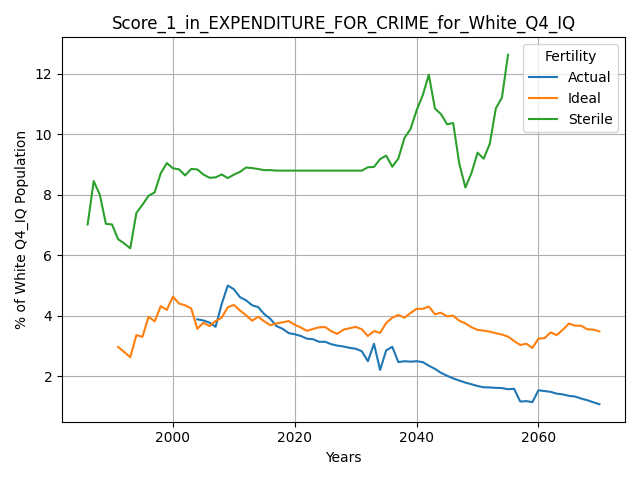 Score_1_in_EXPENDITURE_FOR_CRIME_for_White_Q4_IQ
Fertility
Actual
Ideal
Sterile
% of White Q4_IQ Population
12
10
8
6
4
2
2000
2020
2040
2060
Years